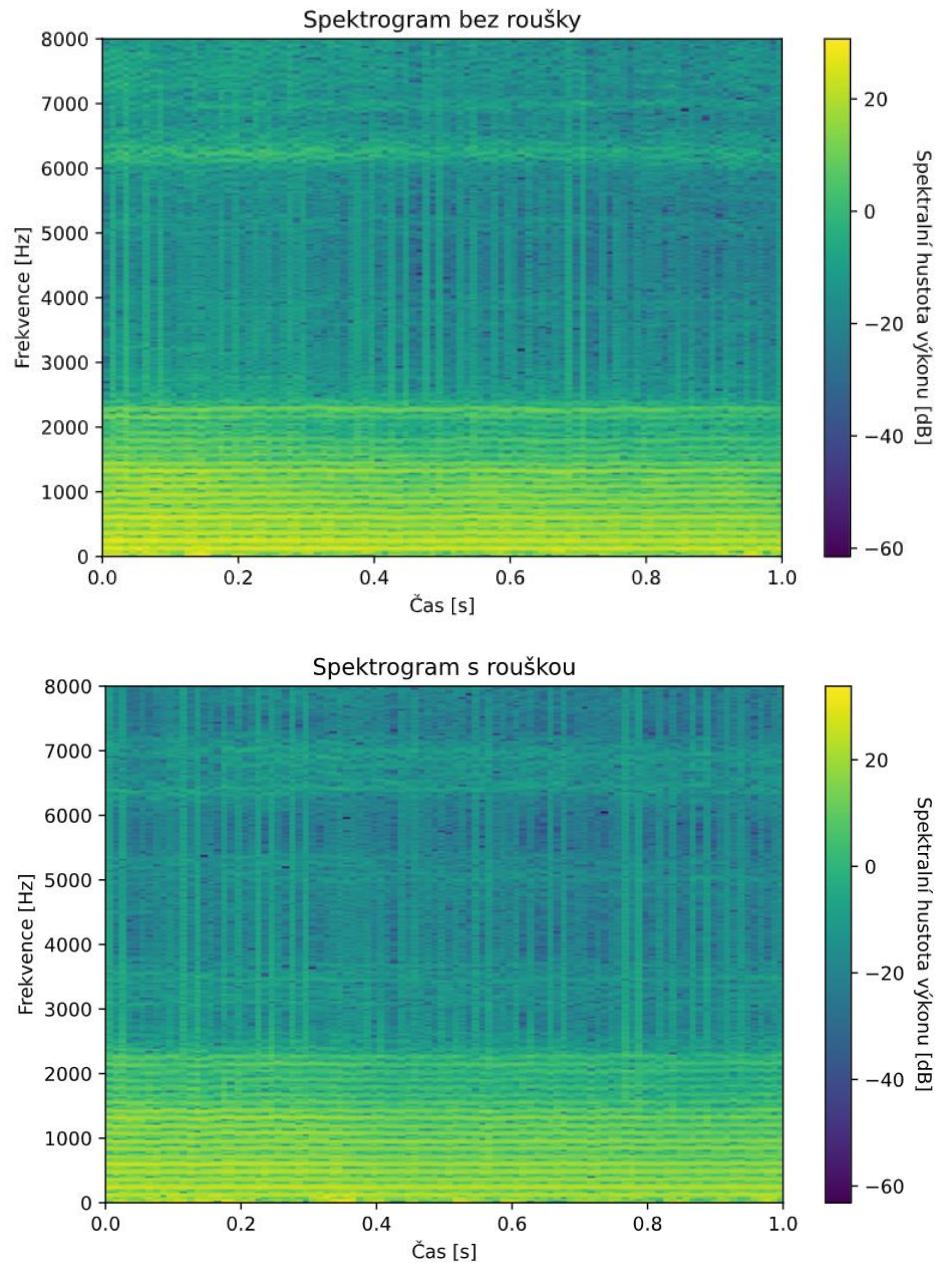 Spektrogram bez roušky
8000
7000
6000
5000
4000
3000
2000
1000
0
Frekvence [Hz]
0.0 0.2 0.4 0.6 0.8 1.0
Čas [s]
20
0
−20
−40
−60
Spektralní hustota výkonu [dB]
Spektrogram s rouškou
8000
7000
6000
5000
4000
3000
2000
1000
0
Frekvence [Hz]
0.0 0.2 0.4 0.6 0.8 1.0
Čas [s]
20
0
−20
−40
−60
Spektralní hustota výkonu [dB]